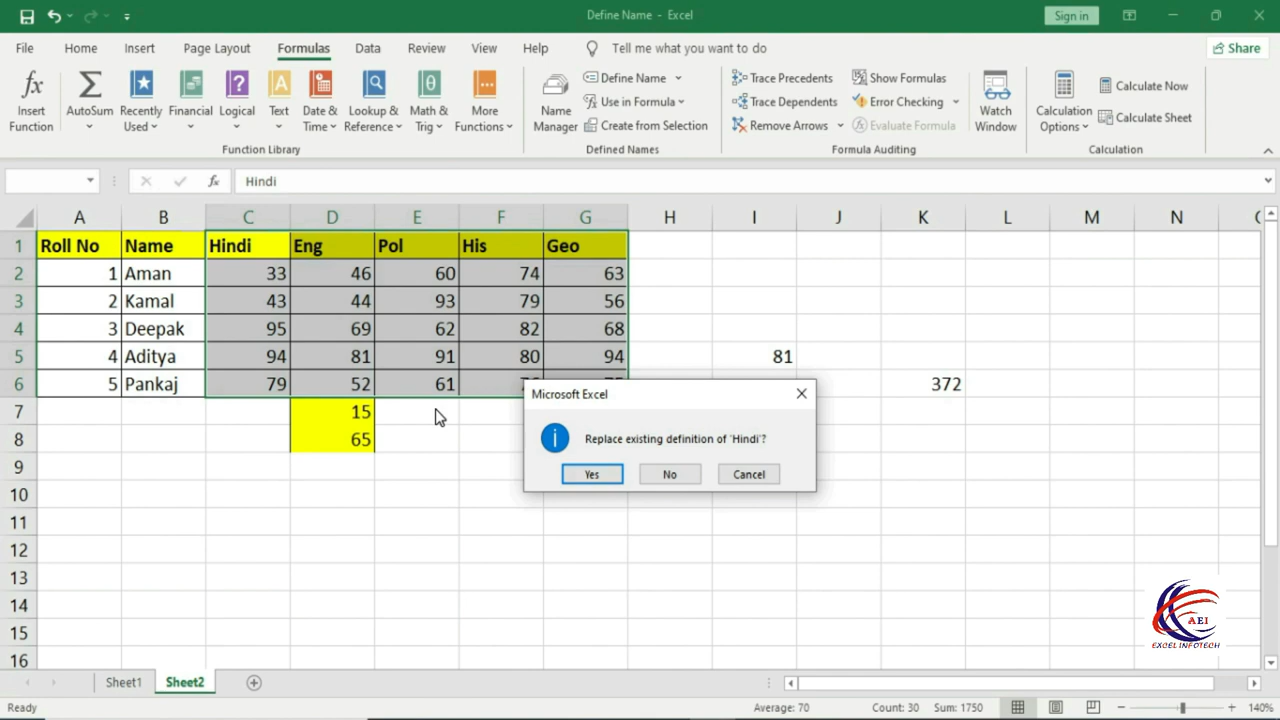 Define Name - Excel
Sign in
File Home Insert Page Layout Formulas Data Review View Help Tell me what you want to do Share
Insert Function
AutoSum
Recently Used
Financial
Logical
Text
Date & Time
Lookup & Reference
Math & Trig
More Functions
Function Library
Name Manager
Define Name
Use in Formula
Create from Selection
Defined Names
Trace Precedents
Trace Dependents
Remove Arrows
Show Formulas
Error Checking
Evaluate Formula
Watch Window
Formula Auditing
Calculation Options
Calculate Now
Calculate Sheet
Calculation
fx Hindi
A B C D E F G H I J K L M N
1 Roll No Name Hindi Eng Pol His Geo
2 1 Aman 33 46 60 74 63
3 2 Kamal 43 44 93 79 56
4 3 Deepak 95 69 62 82 68
5 4 Aditya 94 81 91 80 94 81
6 5 Pankaj 79 52 61 372
7 15
8 65
9
10
11
12
13
14
15
16
Microsoft Excel
Replace existing definition of 'Hindi'?
Yes No Cancel
AEI
EXCEL INFOTECH
Sheet1 Sheet2
Ready Average: 70 Count: 30 Sum: 1750 140%